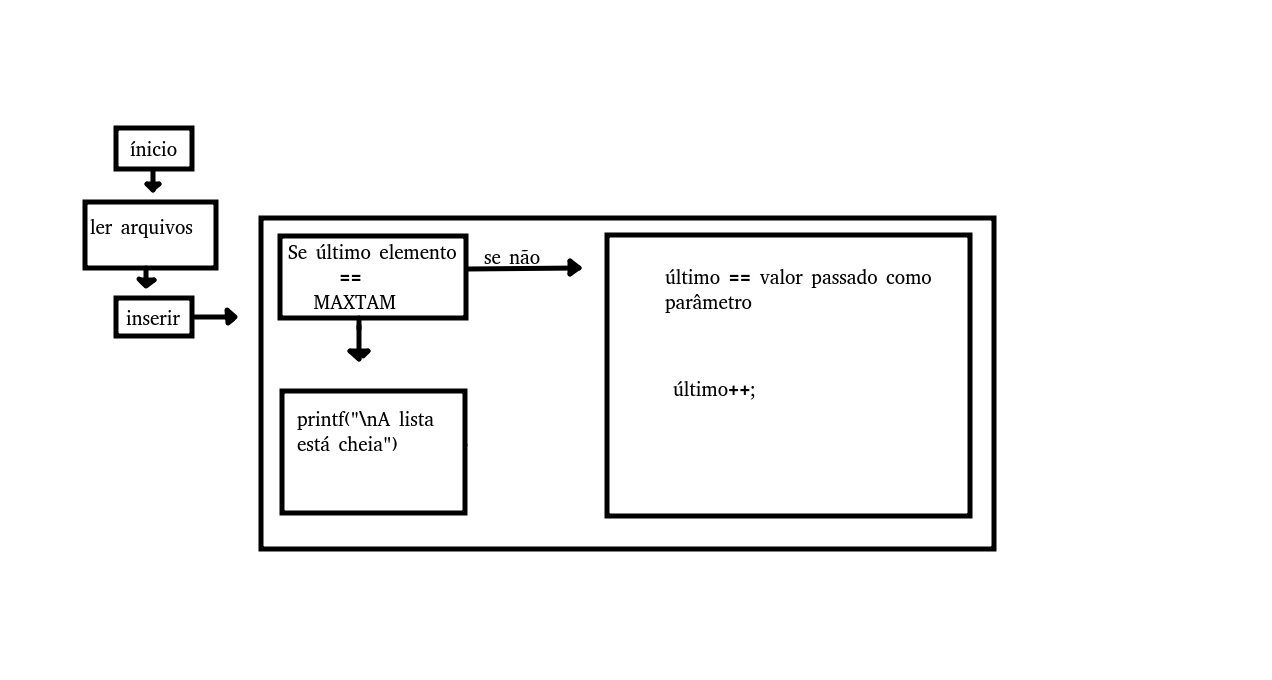 ínicio
ler arquivos
inserir
Se último elemento
==
MAXTAM
se não
printf("\nA lista
está cheia")
último == valor passado como
parâmetro
último++;